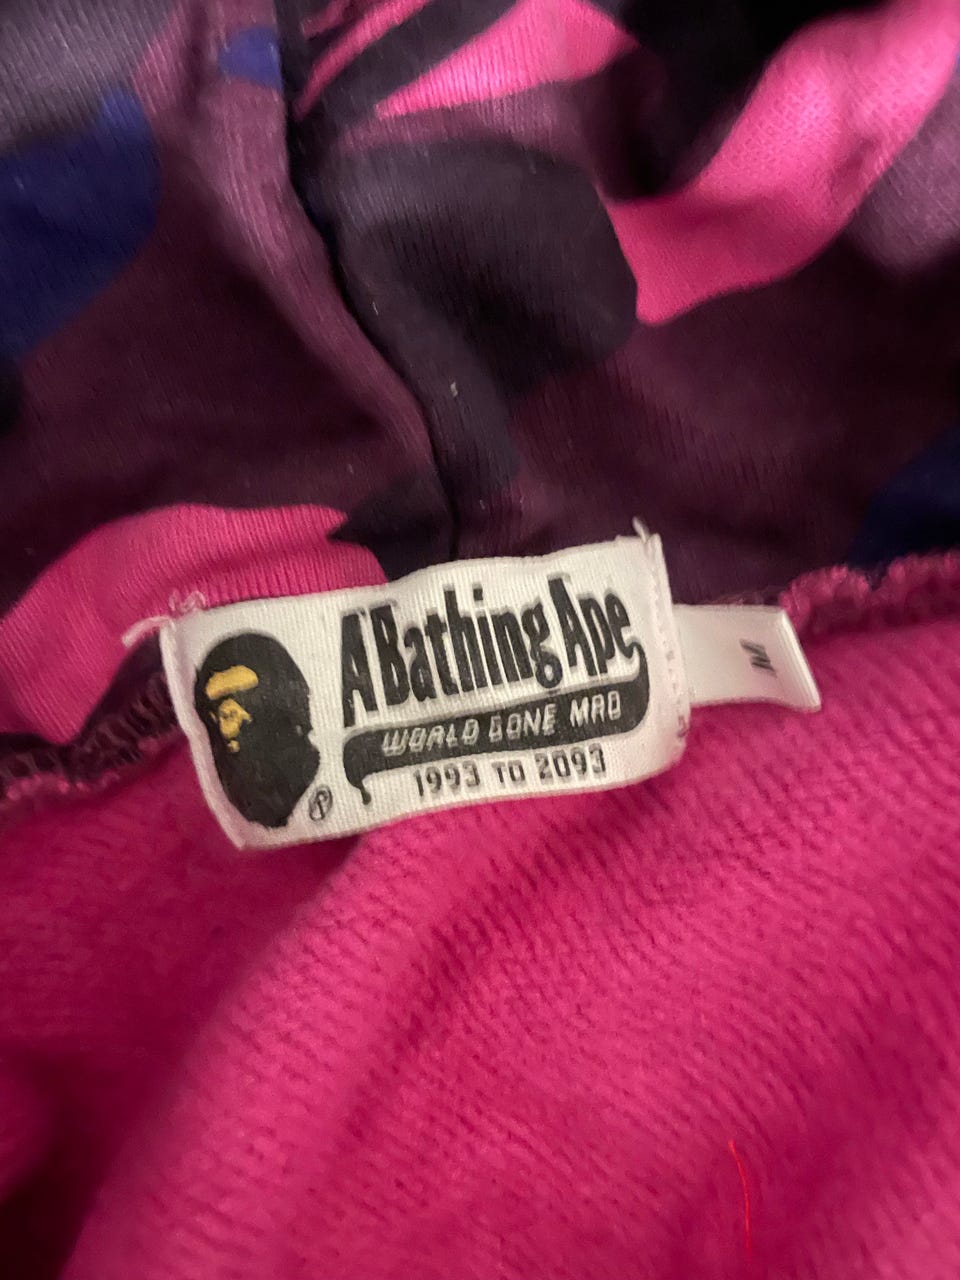 A Bathing Ape
WORLD GONE MAD
1993 TO 2093
M